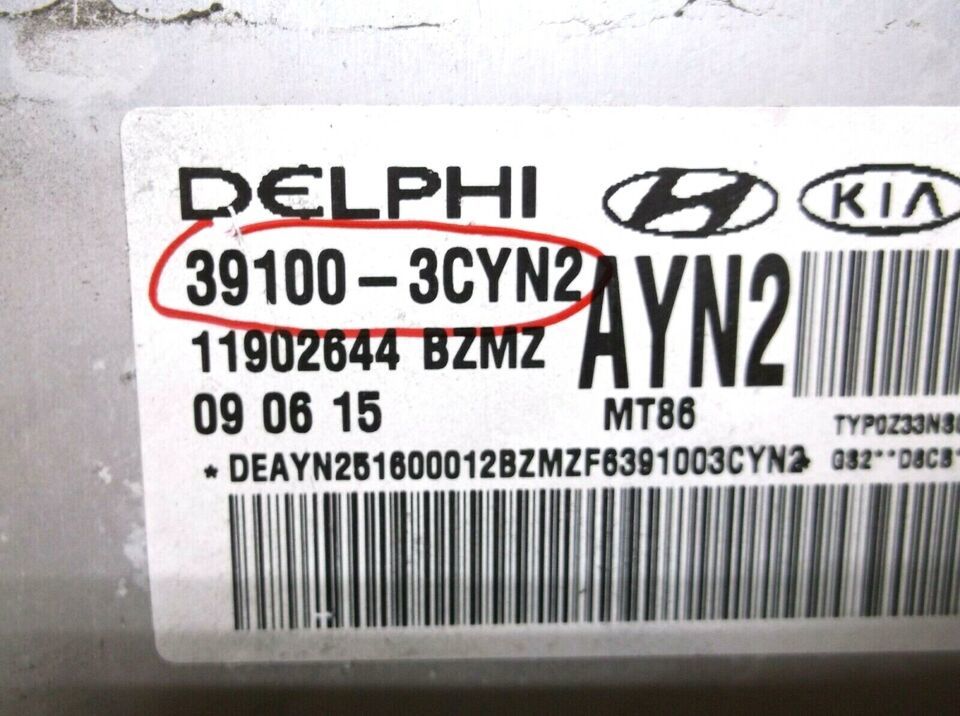 DELPHI
KIA
39100-3CYN2
11902644 BZMZ
AYN2
09 06 15
MT86
*DEAYN251600012BZMZF6391003CYN2*